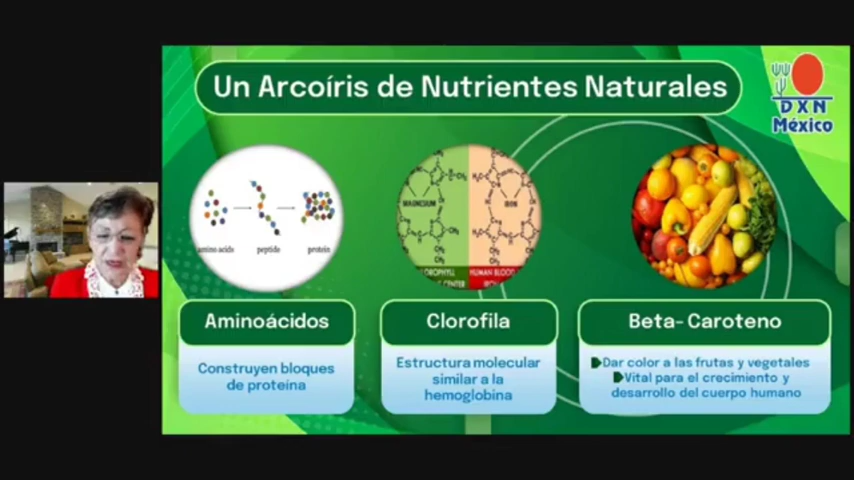 Un Arcoíris de Nutrientes Naturales
DXN
México
amino acids
peptide
protein
MAGNESIUM
IRON
HUMAN BLOOD
Aminoácidos
Construyen bloques
de proteína
Clorofila
Estructura molecular
similar a la
hemoglobina
Beta- Caroteno
Dar color a las frutas y vegetales
Vital para el crecimiento y
desarrollo del cuerpo humano